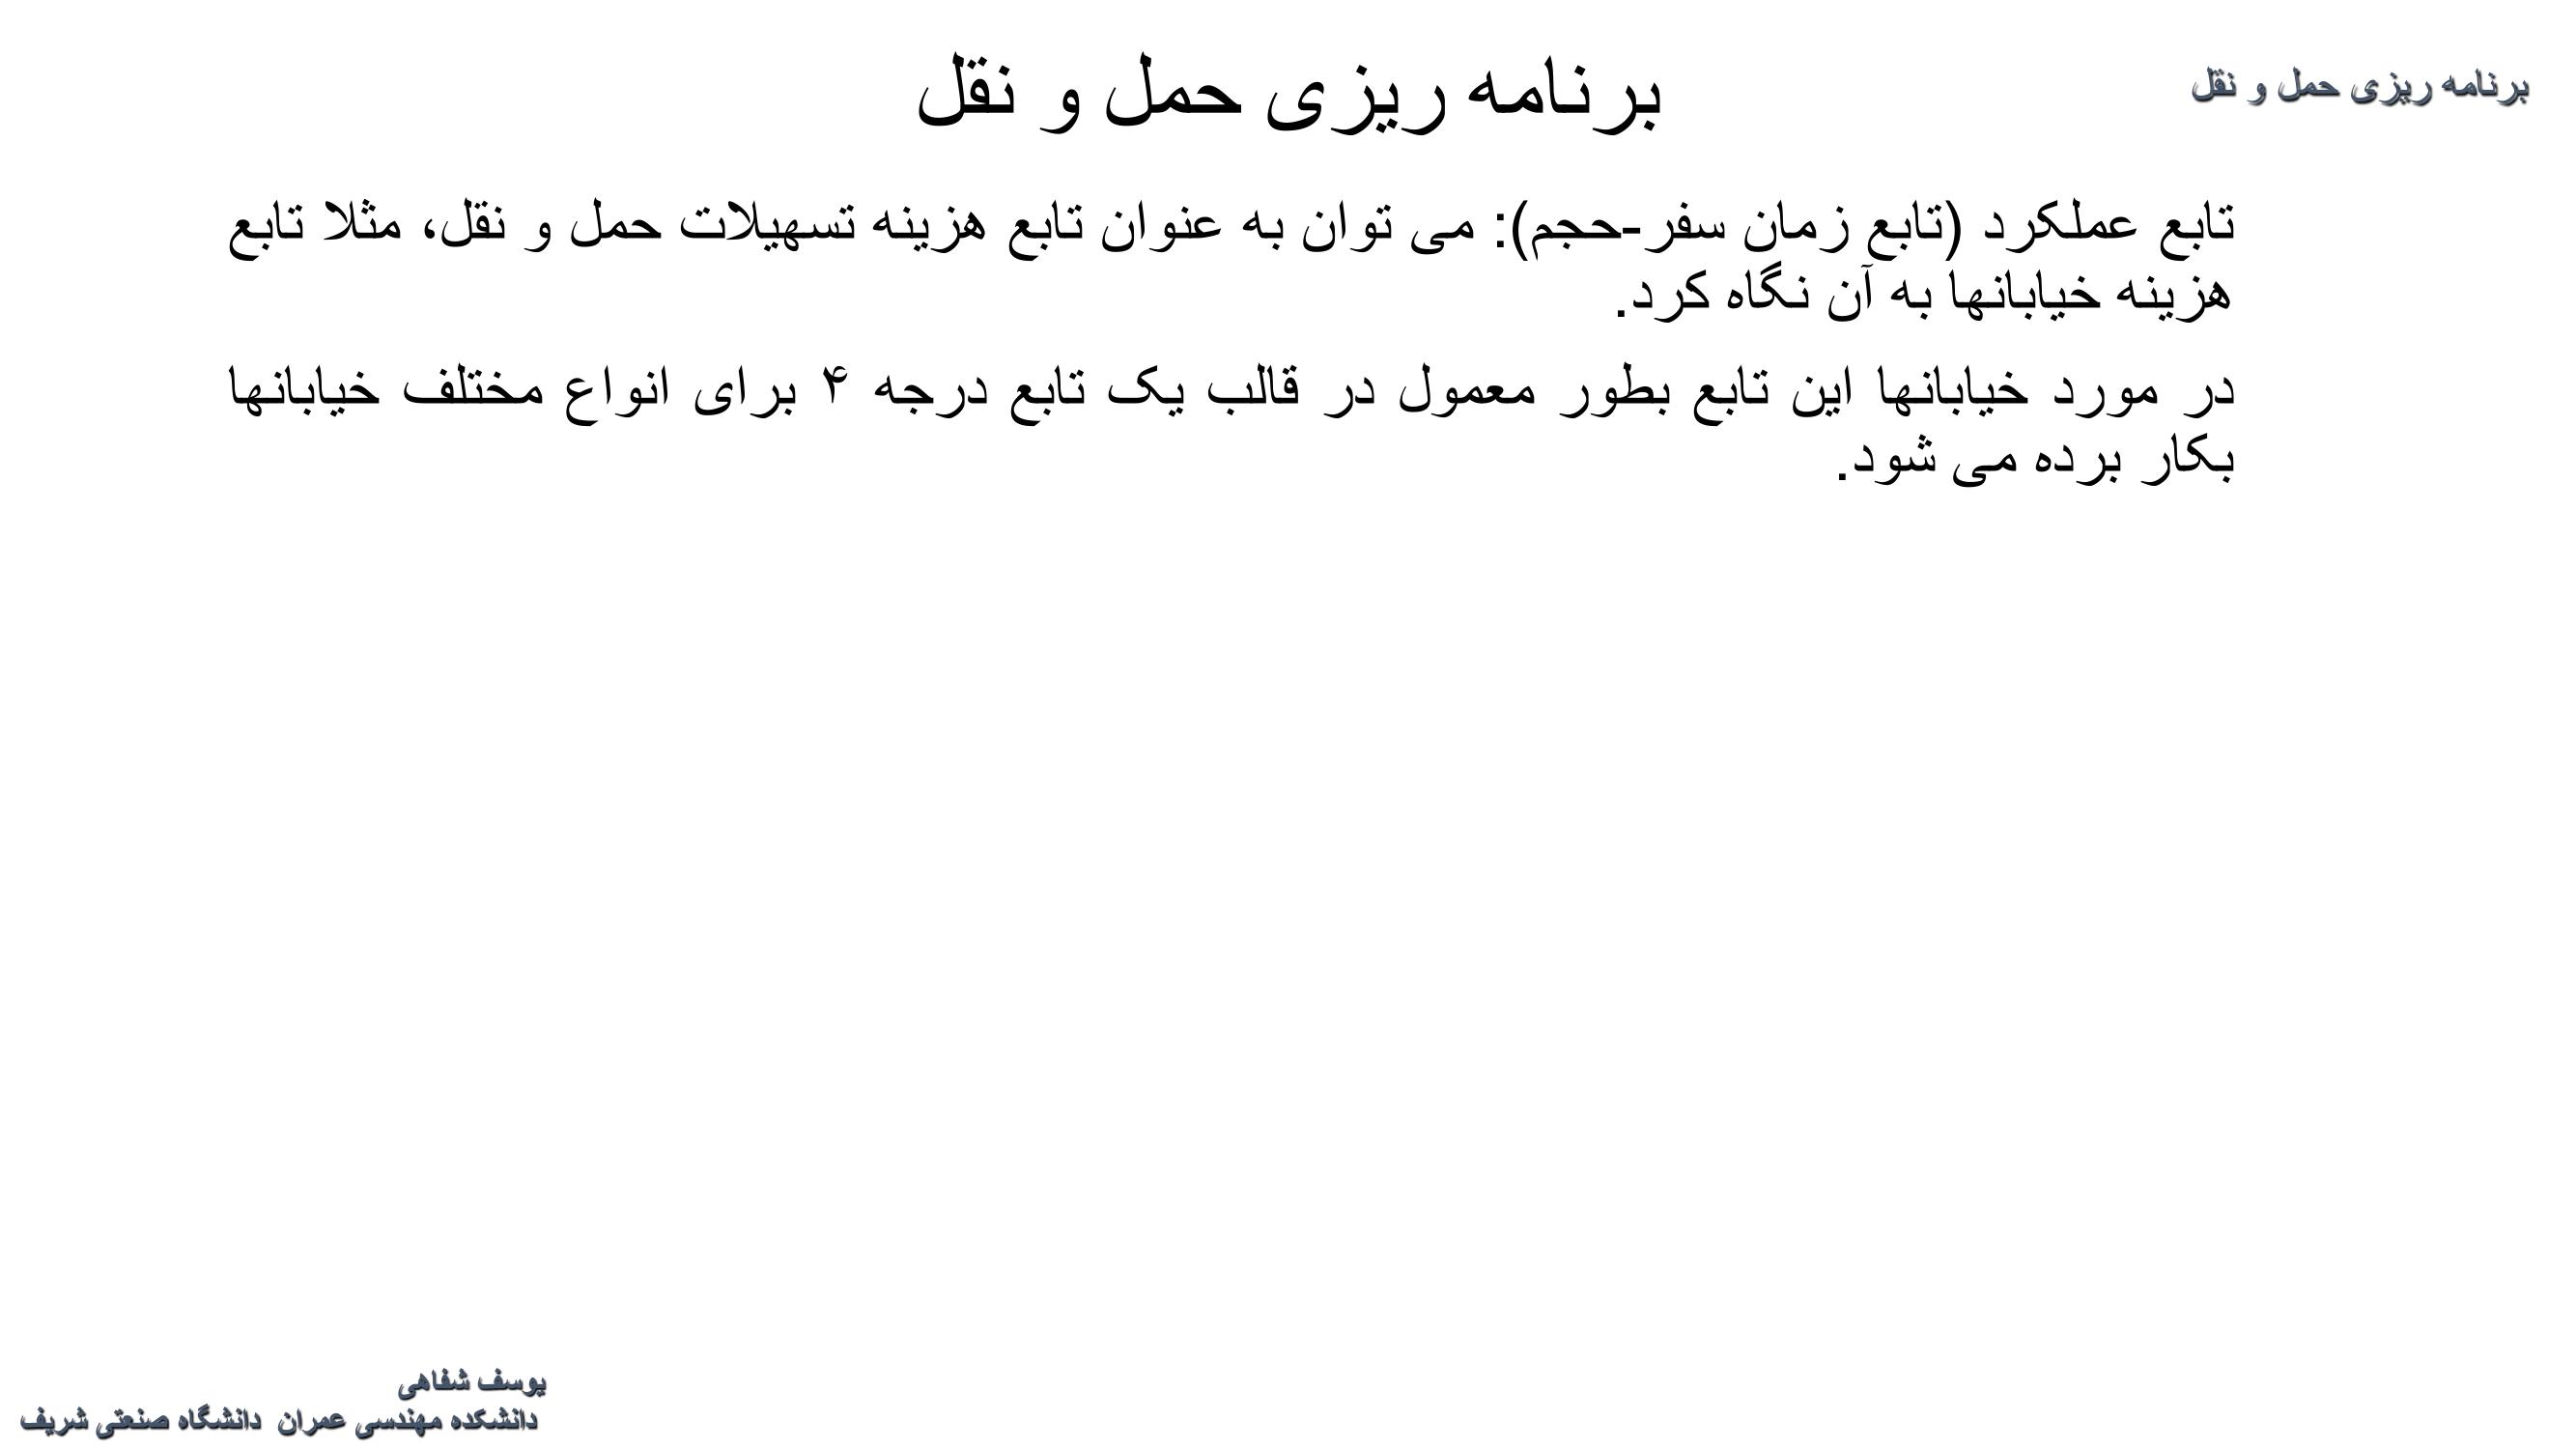 برنامه ریزی حمل و نقل
برنامه ریزی حمل و نقل
تابع عملکرد (تابع زمان سفر-حجم): می توان به عنوان تابع هزینه تسهیلات حمل و نقل، مثلا تابع
هزینه خیابانها به آن نگاه کرد.
در مورد خیابانها این تابع بطور معمول در قالب یک تابع درجه ۴ برای انواع مختلف خیابانها
بکار برده می شود.
یوسف شفاهی
دانشکده مهندسی عمران دانشگاه صنعتی شریف